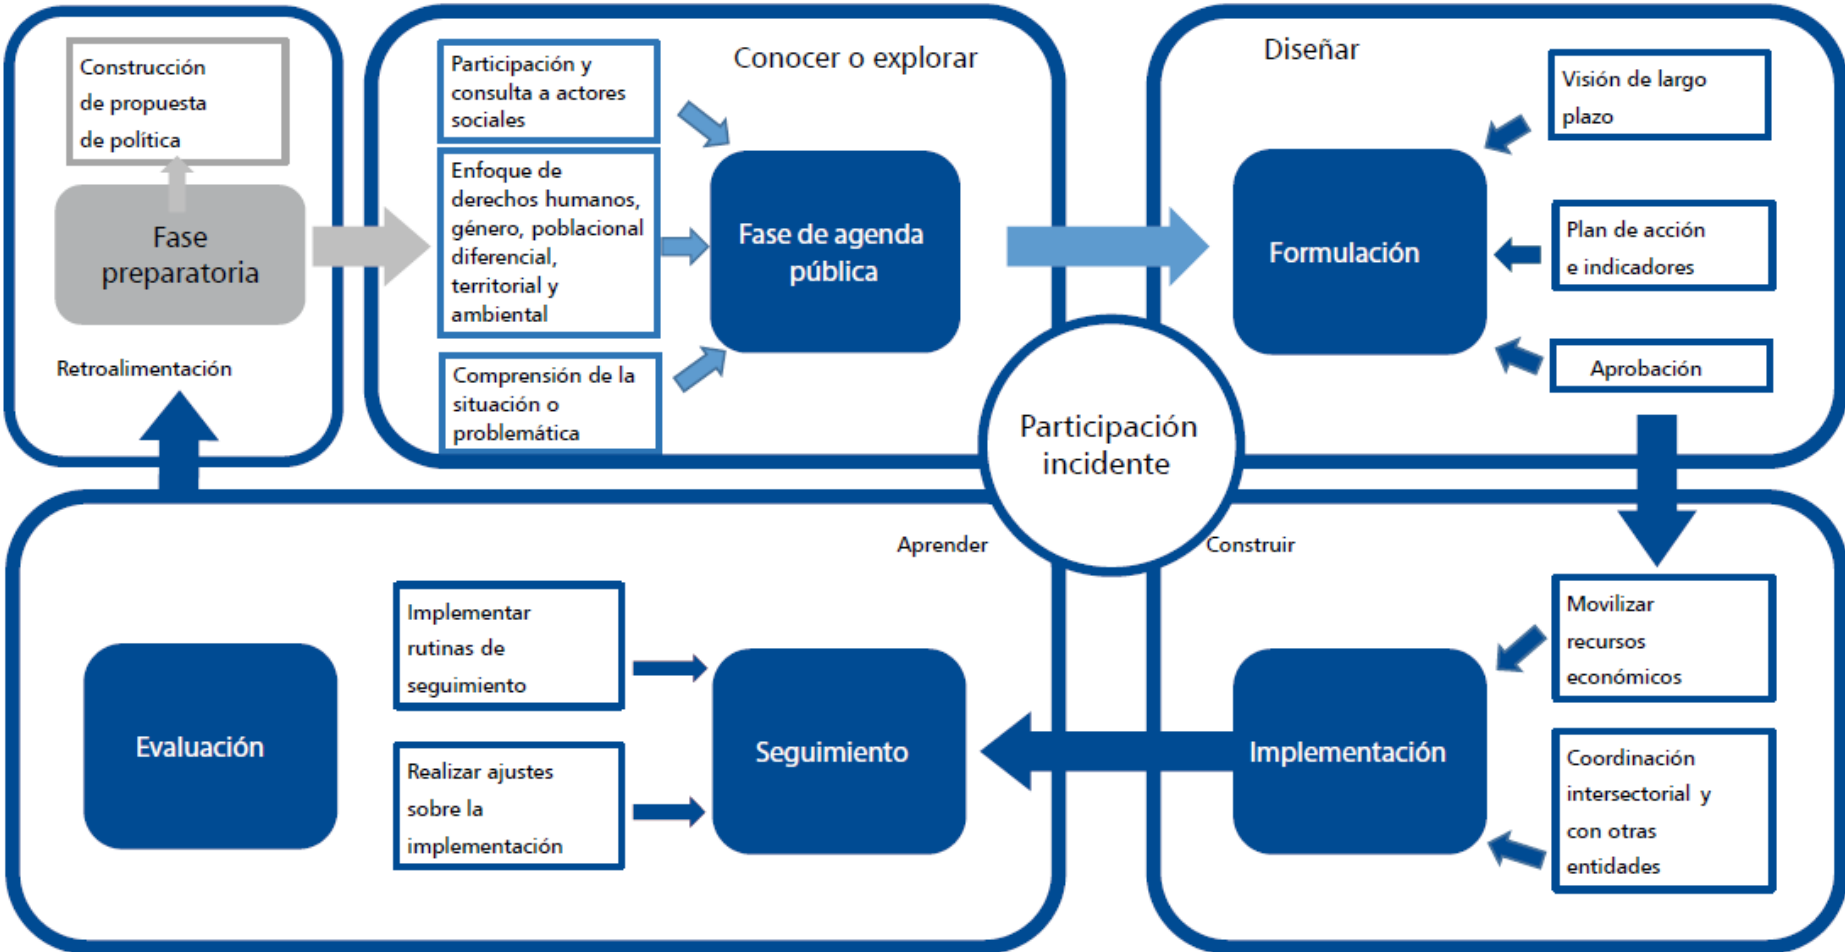 Construcción
de propuesta
de política
Fase
preparatoria
Retroalimentación
Conocer o explorar
Participación y
consulta a actores
sociales
Enfoque de
derechos humanos,
género, poblacional
diferencial,
territorial y
ambiental
Comprensión de la
situación o
problemática
Fase de agenda
pública
Diseñar
Formulación
Visión de largo
plazo
Plan de acción
e indicadores
Aprobación
Participación
incidente
Aprender
Evaluación
Implementar
rutinas de
seguimiento
Realizar ajustes
sobre la
implementación
Seguimiento
Construir
Implementación
Movilizar
recursos
económicos
Coordinación
intersectorial y
con otras
entidades